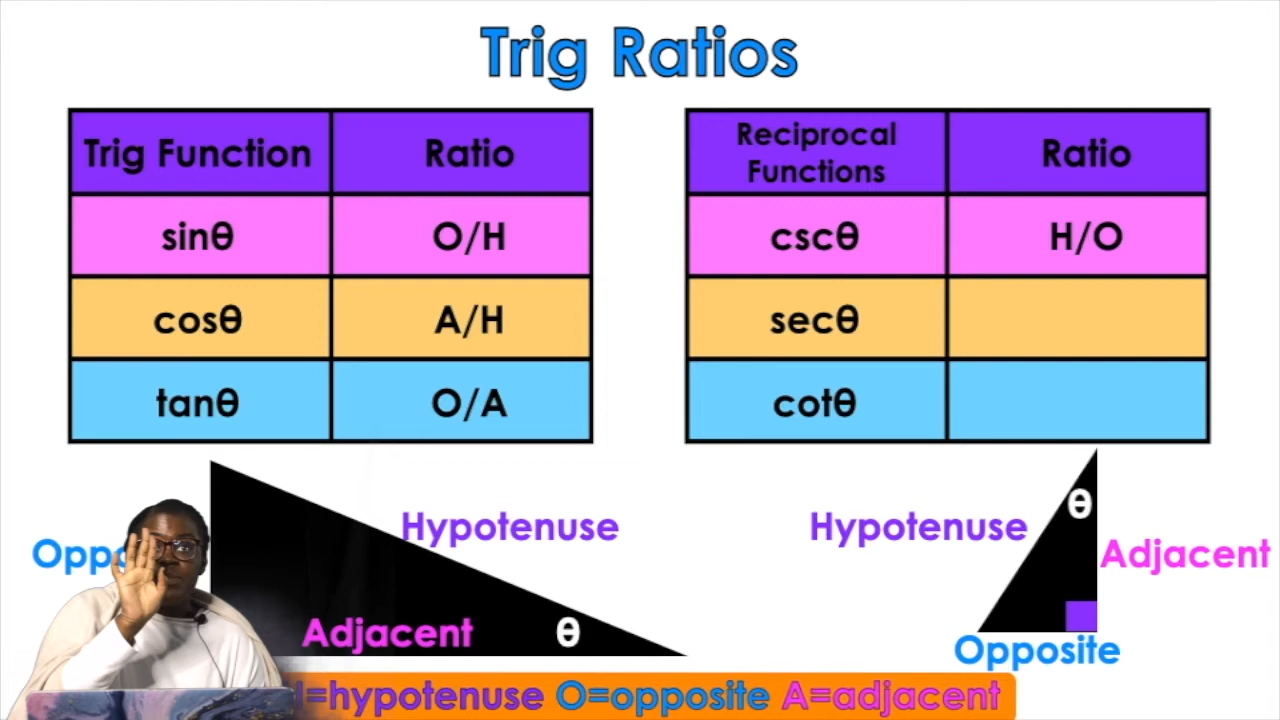 Trig Ratios
Trig Function Ratio
sinθ O/H
cosθ A/H
tanθ O/A
Reciprocal
Functions Ratio
cscθ H/O
secθ
cotθ
Hypotenuse
Adjacent
θ
Hypotenuse
θ
Adjacent
Opposite
=hypotenuse O=opposite A=adjacent